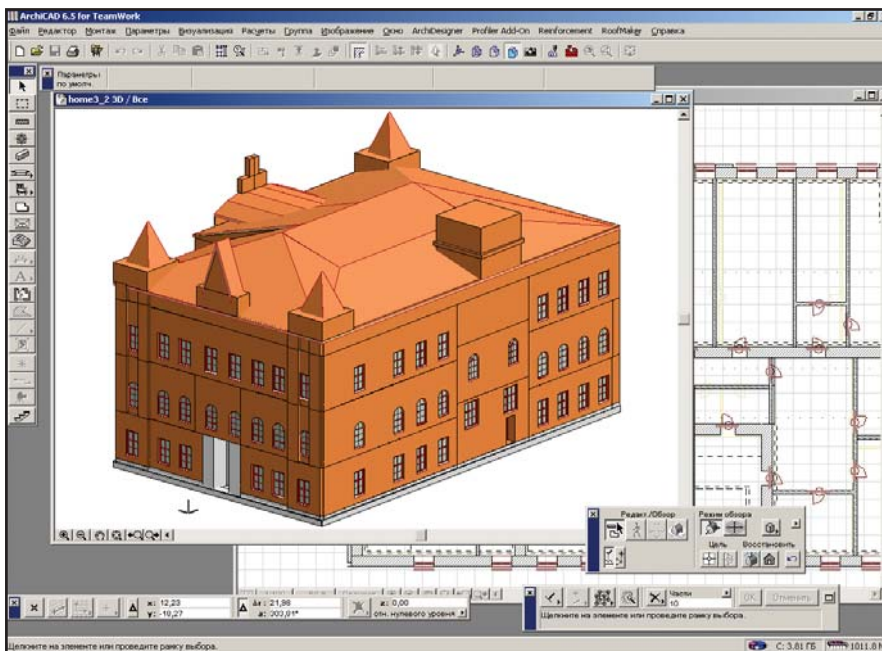 ArchiCAD 6.5 for TeamWork
Файл Редактор Монтаж Параметры Визуализация Расчеты Группа Изображение Окно ArchiDesigner Profiler Add-On Reinforcement RoofMaker Справка
Параметры
по умолч.
home3_2 3D / Все
Редакт./Обзор
Режим обзора
Цель
Восстановить
x: 12,23
y: -10,27
Δr: 21,98
z: 0,00
отн. нулевого уровня
Части
10
OK
Отменить
Щелкните на элементе или проведите рамку выбора.
Щелкните на элементе или проведите рамку выбора.
C: 3.81 ГБ
1011.8 М